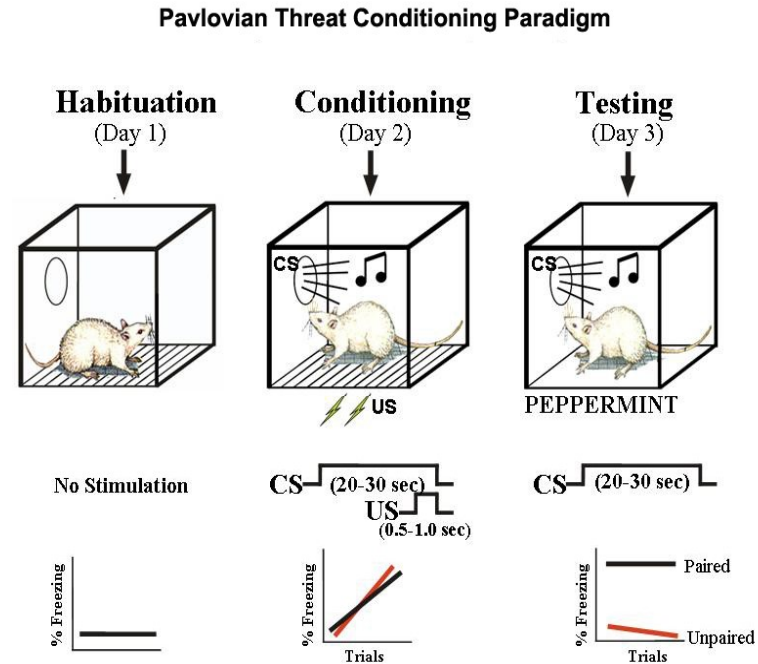 Pavlovian Threat Conditioning Paradigm
Habituation
(Day 1)
Conditioning
(Day 2)
Testing
(Day 3)
CS
CS
US
PEPPERMINT
No Stimulation
CS (20-30 sec)
US
(0.5-1.0 sec)
CS (20-30 sec)
% Freezing
% Freezing
Trials
% Freezing
Paired
Unpaired
Trials